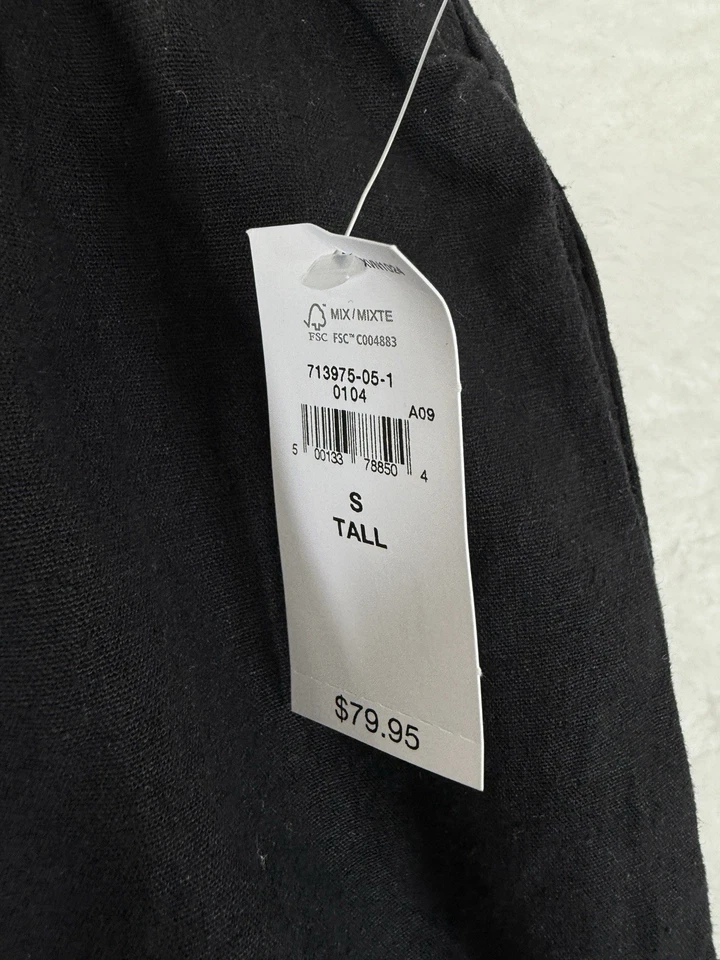 MIX / MIXTE
FSC FSC™ C004883
713975-05-1
0104
A09
5 00133 78850 4
S
TALL
$79.95